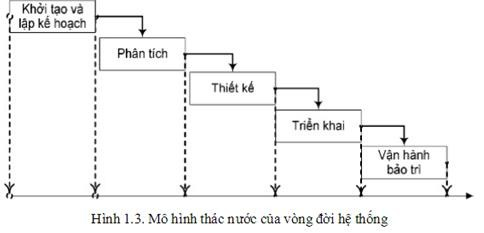 Khởi tạo và
lập kế hoạch
Phân tích
Thiết kế
Triển khai
Vận hành
bảo trì
Hình 1.3. Mô hình thác nước của vòng đời hệ thống